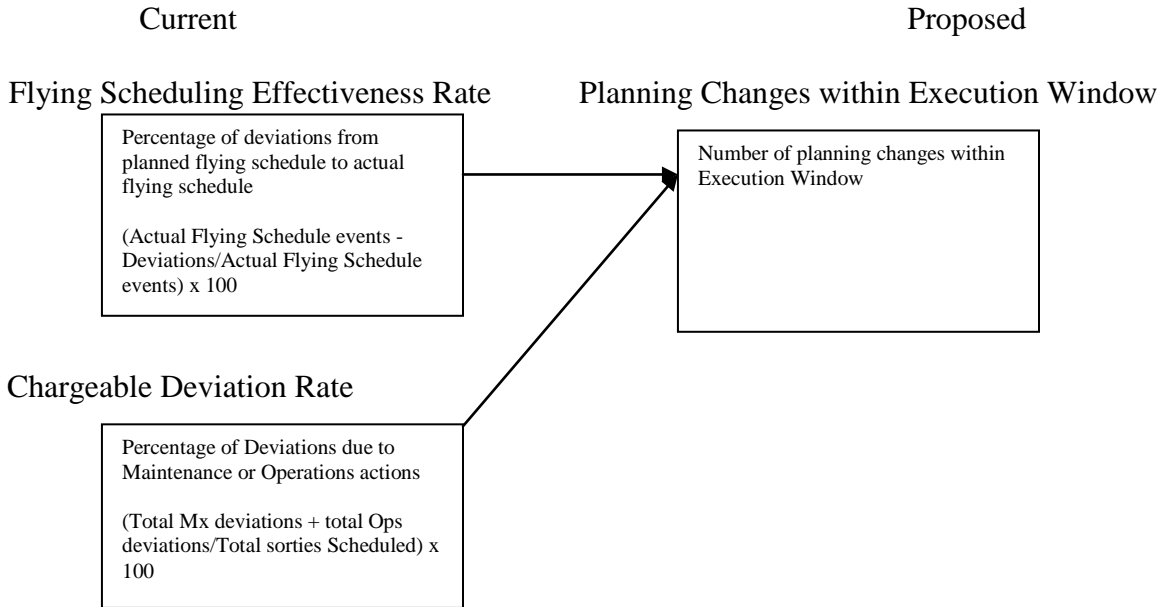 Current
Proposed
Flying Scheduling Effectiveness Rate
Planning Changes within Execution Window
Percentage of deviations from
planned flying schedule to actual
flying schedule
(Actual Flying Schedule events -
Deviations/Actual Flying Schedule
events) x 100
Number of planning changes within
Execution Window
Chargeable Deviation Rate
Percentage of Deviations due to
Maintenance or Operations actions
(Total Mx deviations + total Ops
deviations/Total sorties Scheduled) x
100